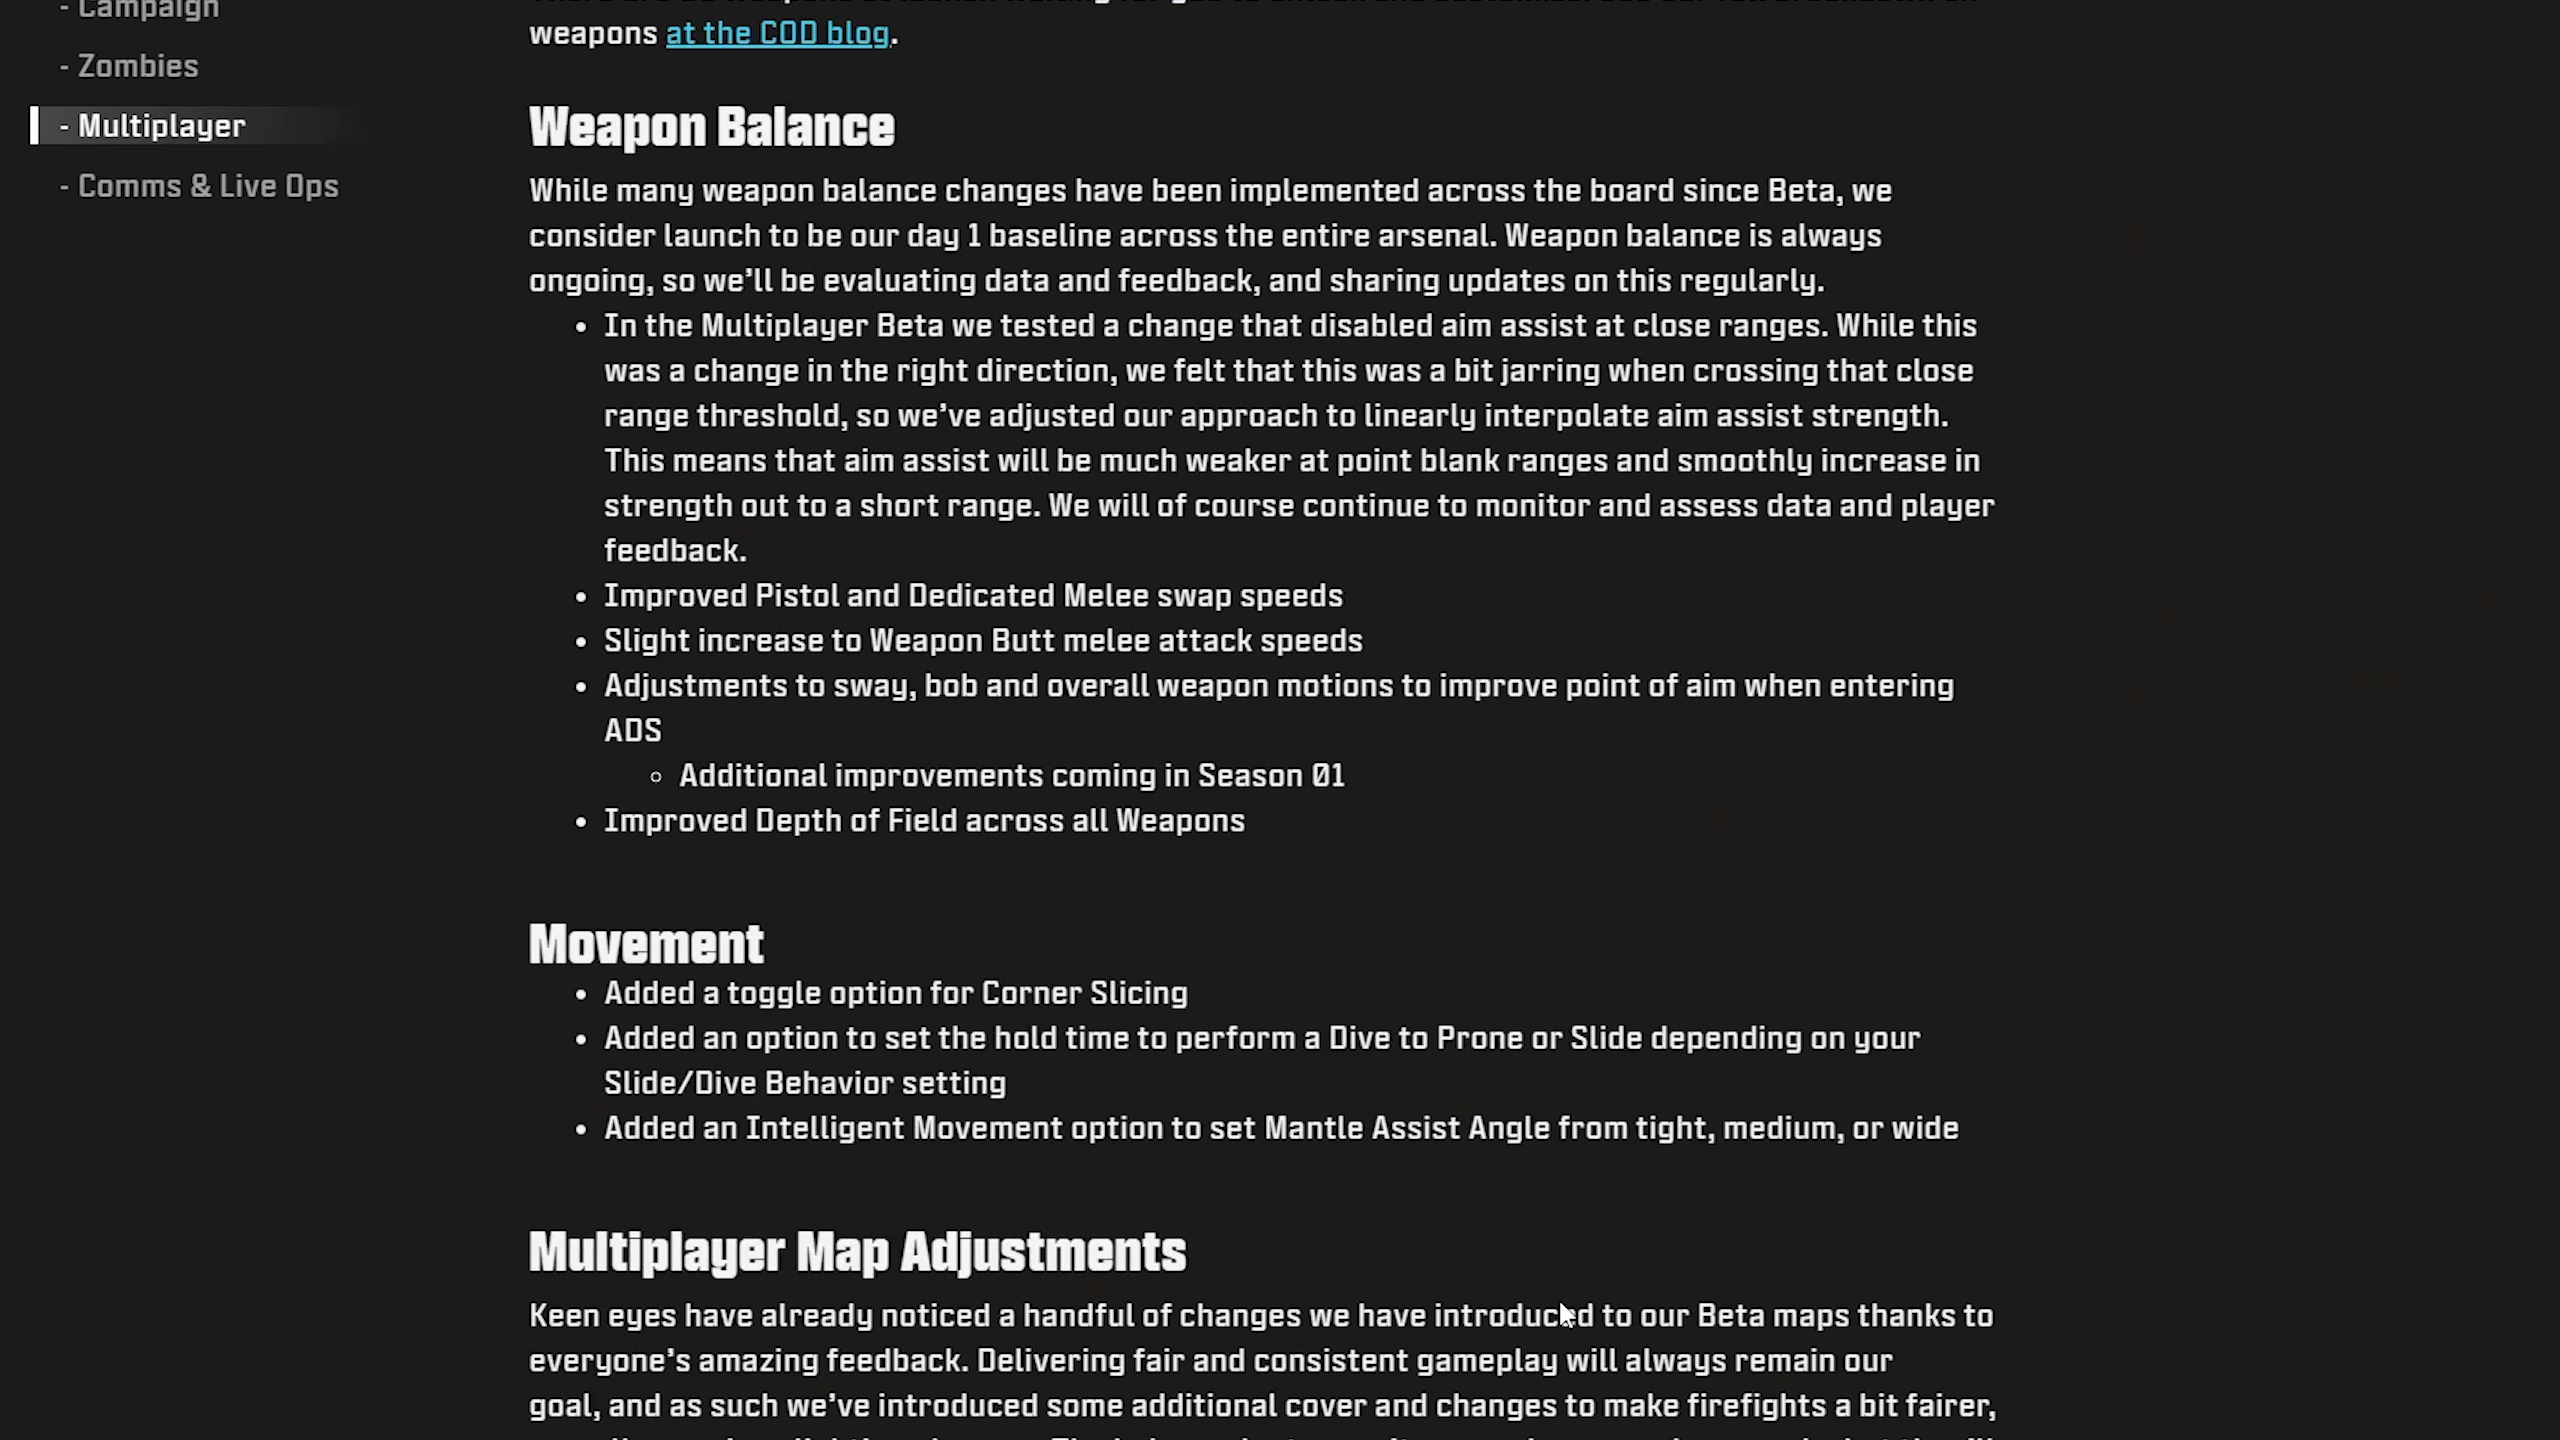 - Campaign
- Zombies
- Multiplayer
- Comms & Live Ops
weapons at the COD blog.
Weapon Balance
While many weapon balance changes have been implemented across the board since Beta, we
consider launch to be our day 1 baseline across the entire arsenal. Weapon balance is always
ongoing, so we’ll be evaluating data and feedback, and sharing updates on this regularly.
• In the Multiplayer Beta we tested a change that disabled aim assist at close ranges. While this
was a change in the right direction, we felt that this was a bit jarring when crossing that close
range threshold, so we’ve adjusted our approach to linearly interpolate aim assist strength.
This means that aim assist will be much weaker at point blank ranges and smoothly increase in
strength out to a short range. We will of course continue to monitor and assess data and player
feedback.
• Improved Pistol and Dedicated Melee swap speeds
• Slight increase to Weapon Butt melee attack speeds
• Adjustments to sway, bob and overall weapon motions to improve point of aim when entering
ADS
◦ Additional improvements coming in Season 01
• Improved Depth of Field across all Weapons
Movement
• Added a toggle option for Corner Slicing
• Added an option to set the hold time to perform a Dive to Prone or Slide depending on your
Slide/Dive Behavior setting
• Added an Intelligent Movement option to set Mantle Assist Angle from tight, medium, or wide
Multiplayer Map Adjustments
Keen eyes have already noticed a handful of changes we have introduced to our Beta maps thanks to
everyone’s amazing feedback. Delivering fair and consistent gameplay will always remain our
goal, and as such we’ve introduced some additional cover and changes to make firefights a bit fairer,